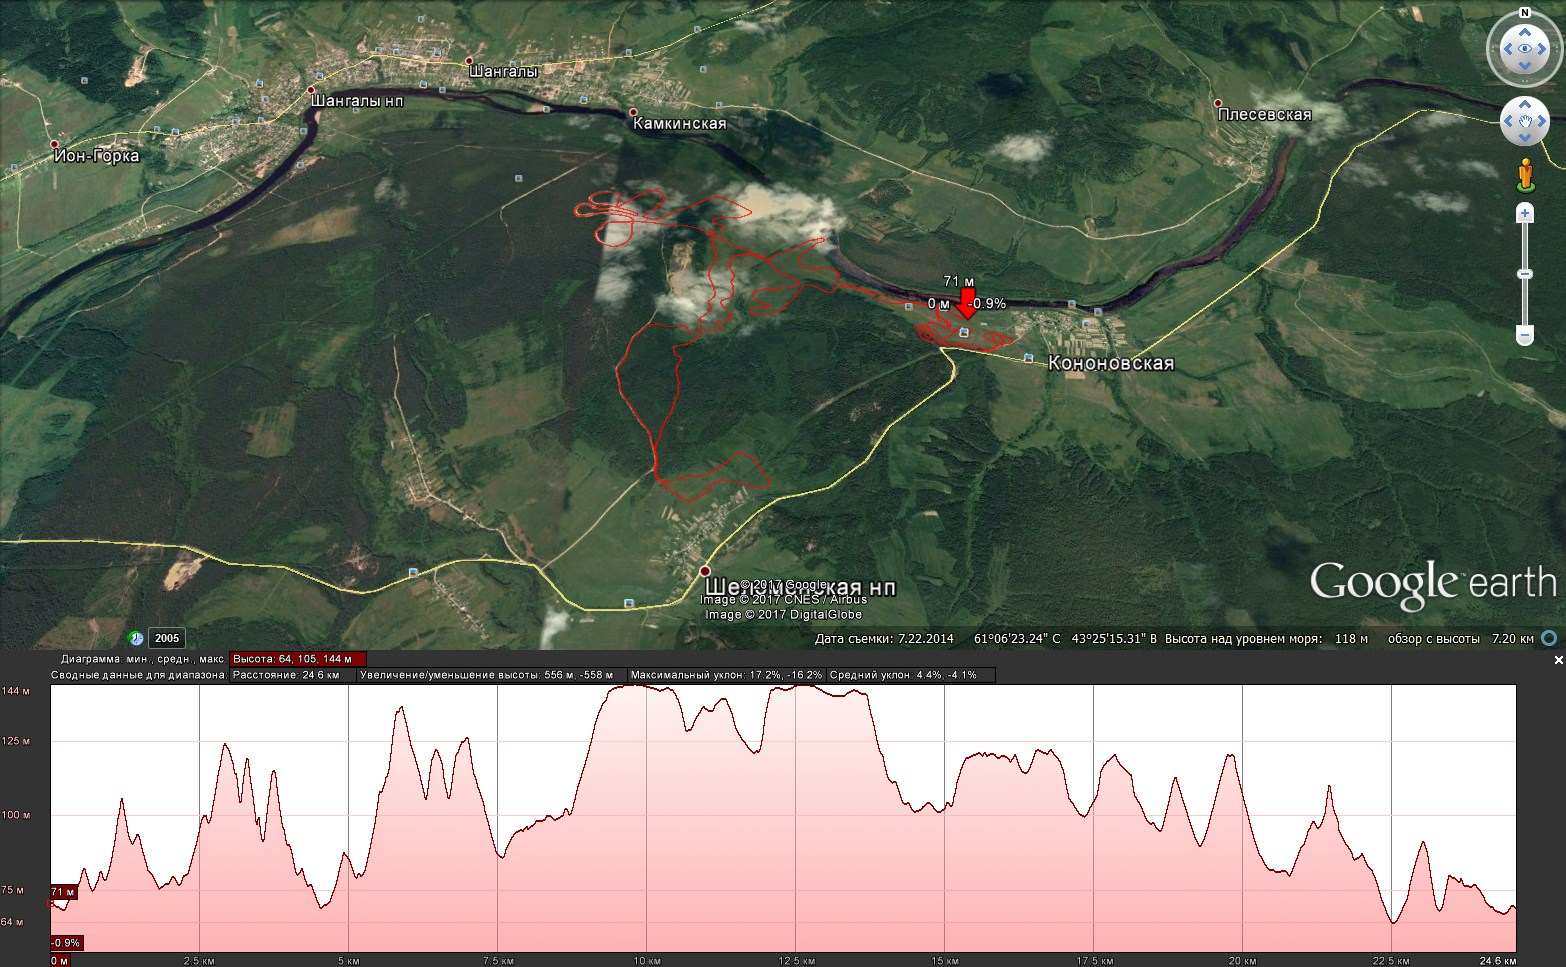 N
Шангалы
Шангалы нп
Камкинская
Плесевская
Ион-Горка
71 м
0 м -0.9%
Кононовская
Шеломенская нп
© 2017 Google
Image © 2017 CNES / Airbus
Image © 2017 DigitalGlobe
Google earth
2005
Дата съемки: 7.22.2014 61°06'23.24" С 43°25'15.31" В Высота над уровнем моря: 118 м обзор с высоты 7.20 км
Диаграмма: мин., средн., макс. Высота: 64, 105, 144 м
Сводные данные для диапазона: Расстояние: 24.6 км Увеличение/уменьшение высоты: 556 м, -558 м Максимальный уклон: 17.2%, -16.2% Средний уклон: 4.4%, -4.1%
144 м
125 м
100 м
75 м
71 м
64 м
-0.9%
0 м 2.5 км 5 км 7.5 км 10 км 12.5 км 15 км 17.5 км 20 км 22.5 км 24.6 км